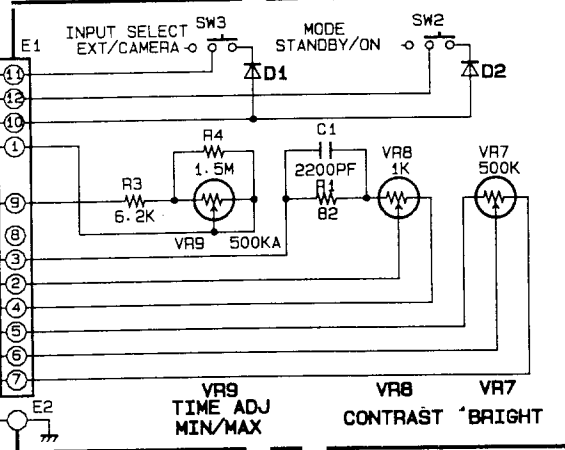 SW3
SW2
INPUT SELECT
EXT/CAMERA
MODE
STANDBY/ON
E1
D1
D2
11
12
10
1
9
8
3
2
4
5
6
7
R4
1.5M
R3
6.2K
VR9
500KA
C1
2200PF
R1
82
VR8
1K
VR7
500K
VR9
TIME ADJ
MIN/MAX
VR8
CONTRAST
VR7
BRIGHT
E2